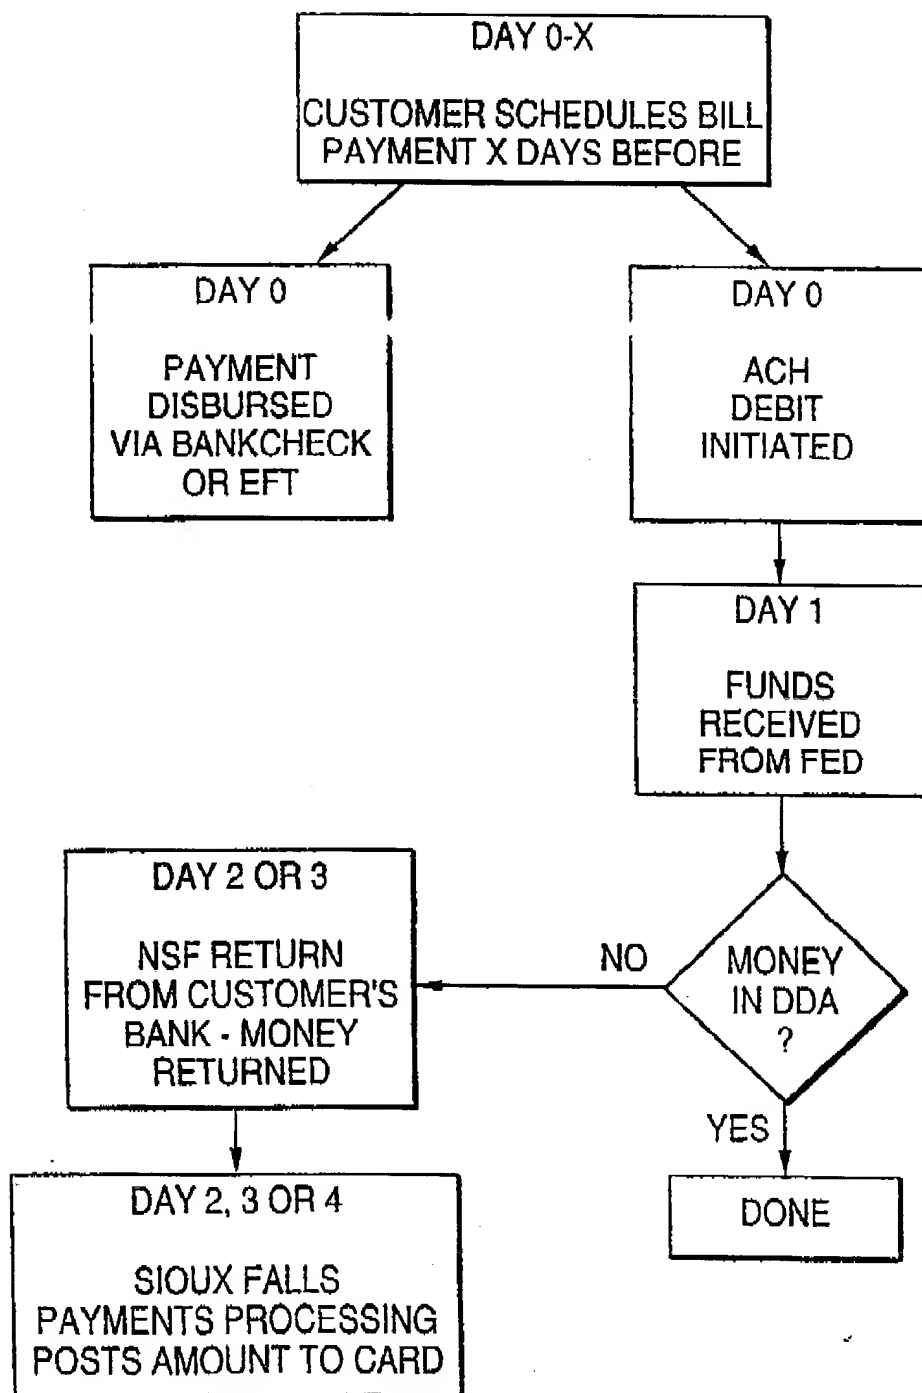 DAY 0-X
CUSTOMER SCHEDULES BILL
PAYMENT X DAYS BEFORE
DAY 0
PAYMENT
DISBURSED
VIA BANKCHECK
OR EFT
DAY 0
ACH
DEBIT
INITIATED
DAY 1
FUNDS
RECEIVED
FROM FED
MONEY
IN DDA
?
NO
YES
DAY 2 OR 3
NSF RETURN
FROM CUSTOMER'S
BANK - MONEY
RETURNED
DONE
DAY 2, 3 OR 4
SIOUX FALLS
PAYMENTS PROCESSING
POSTS AMOUNT TO CARD